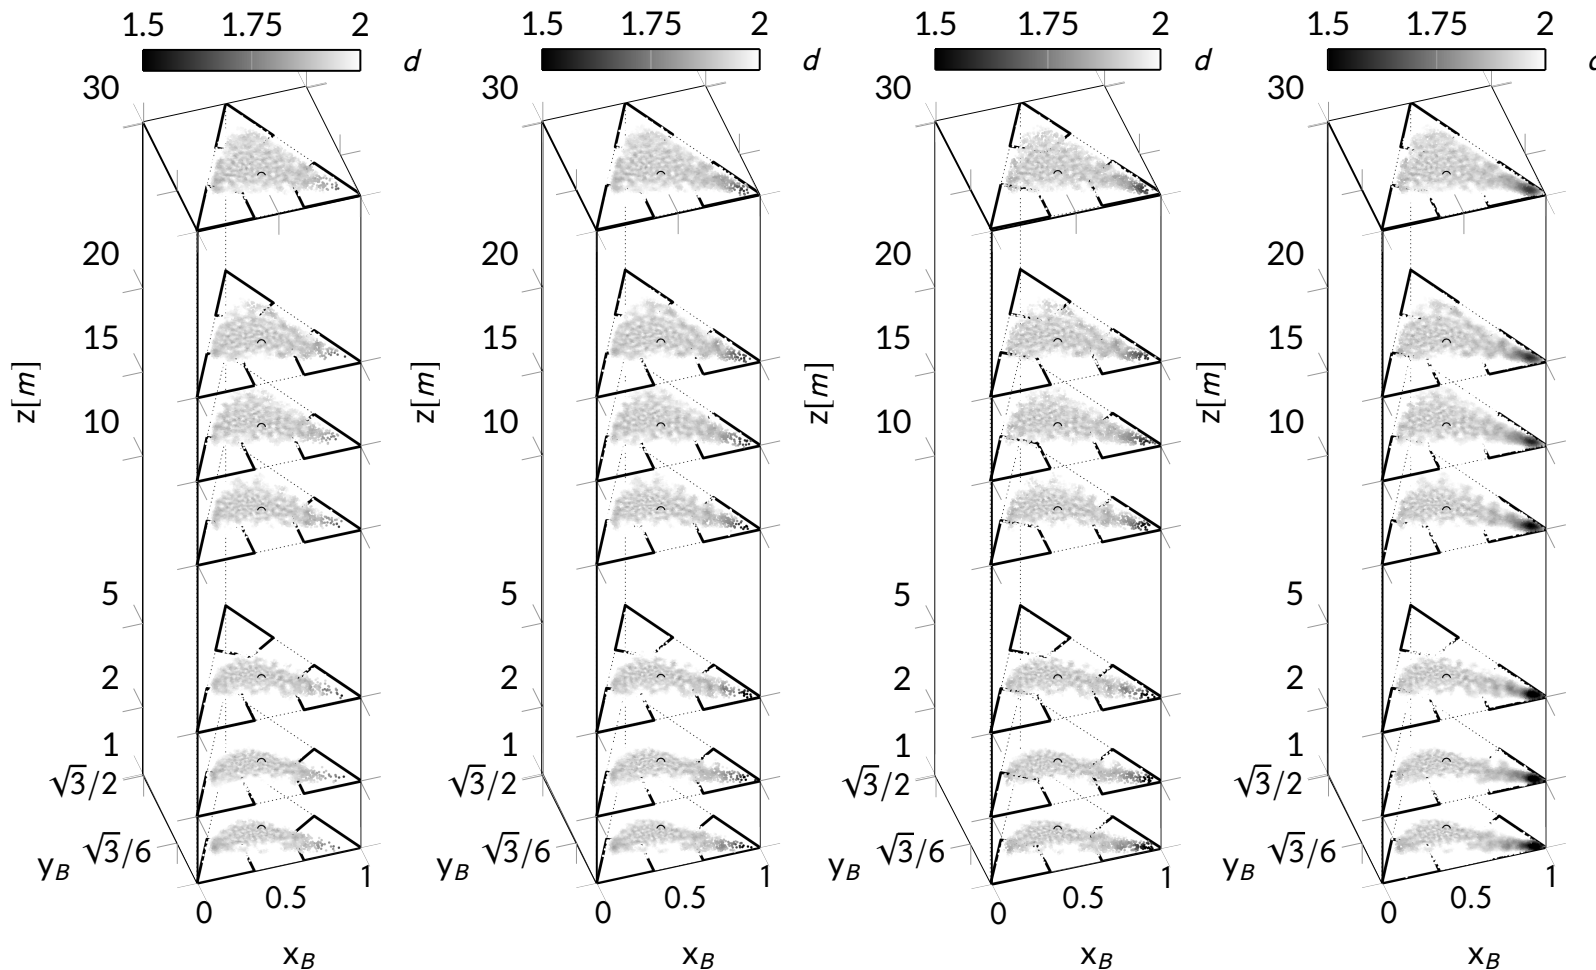 1.5 1.75 2 d 1.5 1.75 2 d 1.5 1.75 2 d 1.5 1.75 2
30 30 30 30
20 20 20 20
15 15 15 15
z[m] z[m] z[m] z[m]
10 10 10 10
5 5 5 5
2 2 2 2
1 1 1 1
√3/2 √3/2 √3/2 √3/2
y_B √3/6 y_B √3/6 y_B √3/6 y_B √3/6
0 0.5 1 0 0.5 1 0 0.5 1 0 0.5 1
x_B x_B x_B x_B